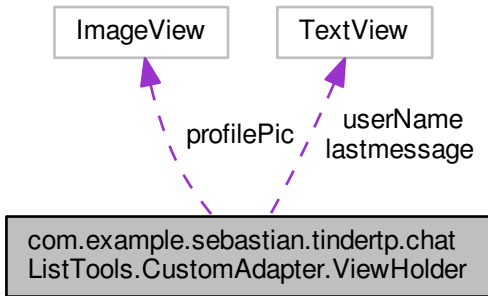 ImageView
TextView
profilePic
userName
lastmessage
com.example.sebastian.tindertp.chat
ListTools.CustomAdapter.ViewHolder